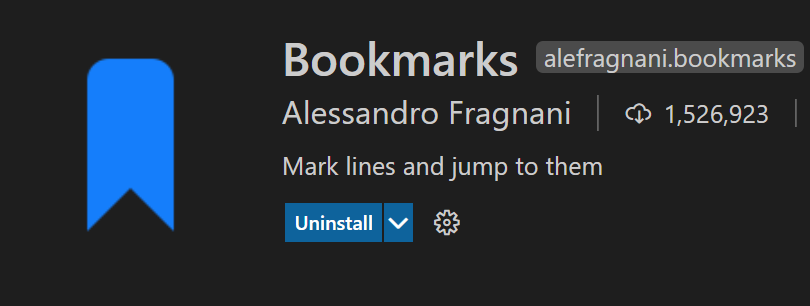 Bookmarks alefragnani.bookmarks
Alessandro Fragnani 1,526,923
Mark lines and jump to them
Uninstall